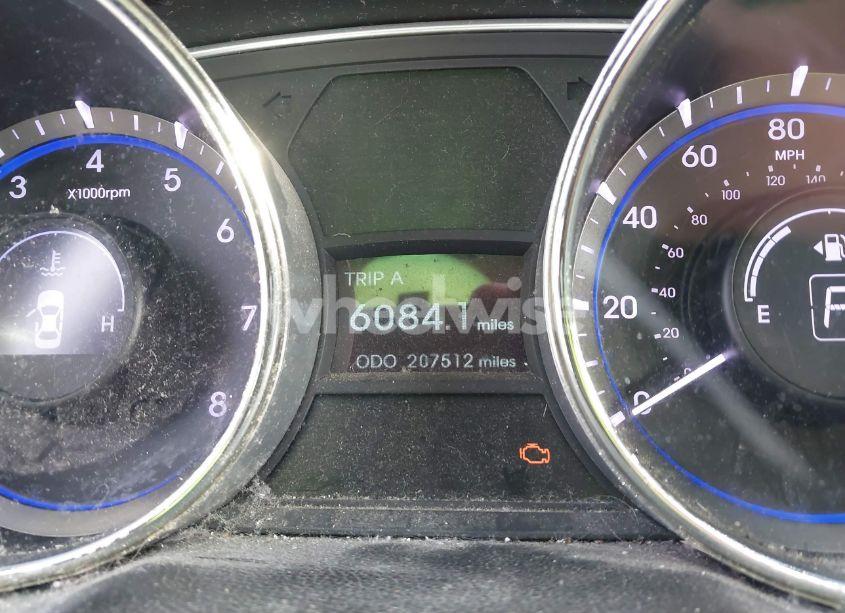 3 4 5 6 7 8
X1000rpm
H
TRIP A
6084.1 miles
ODO 207512 miles
0 20 40 60 80
MPH
20 40 60 80 100 120 140
E